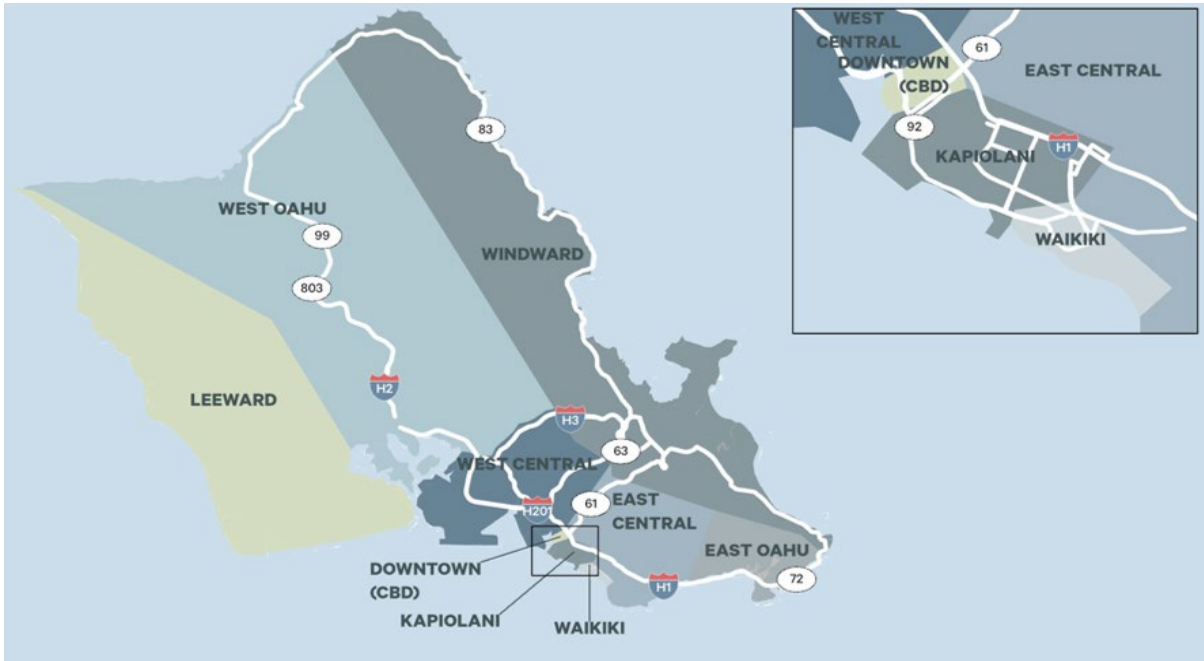 WEST
CENTRAL
DOWNTOWN
(CBD)
61
EAST CENTRAL
92
KAPIOLANI
H1
WAIKIKI
83
WEST OAHU
99
WINDWARD
803
H2
LEEWARD
H3
63
WEST CENTRAL
61
EAST
CENTRAL
H201
EAST OAHU
72
H1
DOWNTOWN
(CBD)
KAPIOLANI
WAIKIKI